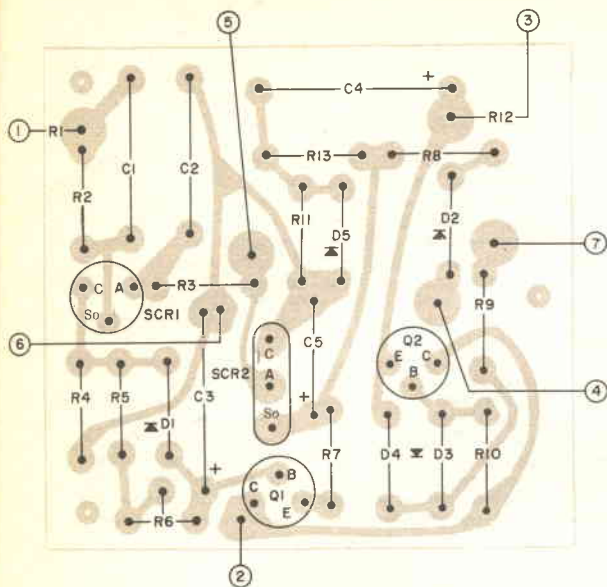 5
3
1
R1
C4
+
R12
R2
C1
C2
R13
R8
R11
D5
D2
7
C A
So
SCR1
R3
R9
6
C5
Q2
E C
B
4
SCR2
C
A
So
R4
R5
D1
C3
+
+
R7
D4
D3
R10
R6
C B
Q1
E
2